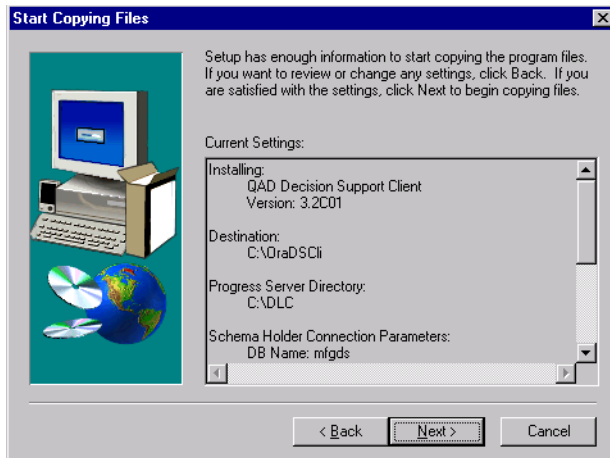 Start Copying Files
Setup has enough information to start copying the program files.
If you want to review or change any settings, click Back. If you
are satisfied with the settings, click Next to begin copying files.
Current Settings:
Installing:
QAD Decision Support Client
Version: 3.2C01
Destination:
C:\OraDSCli
Progress Server Directory:
C:\DLC
Schema Holder Connection Parameters:
DB Name: mfgds
< Back
Next >
Cancel